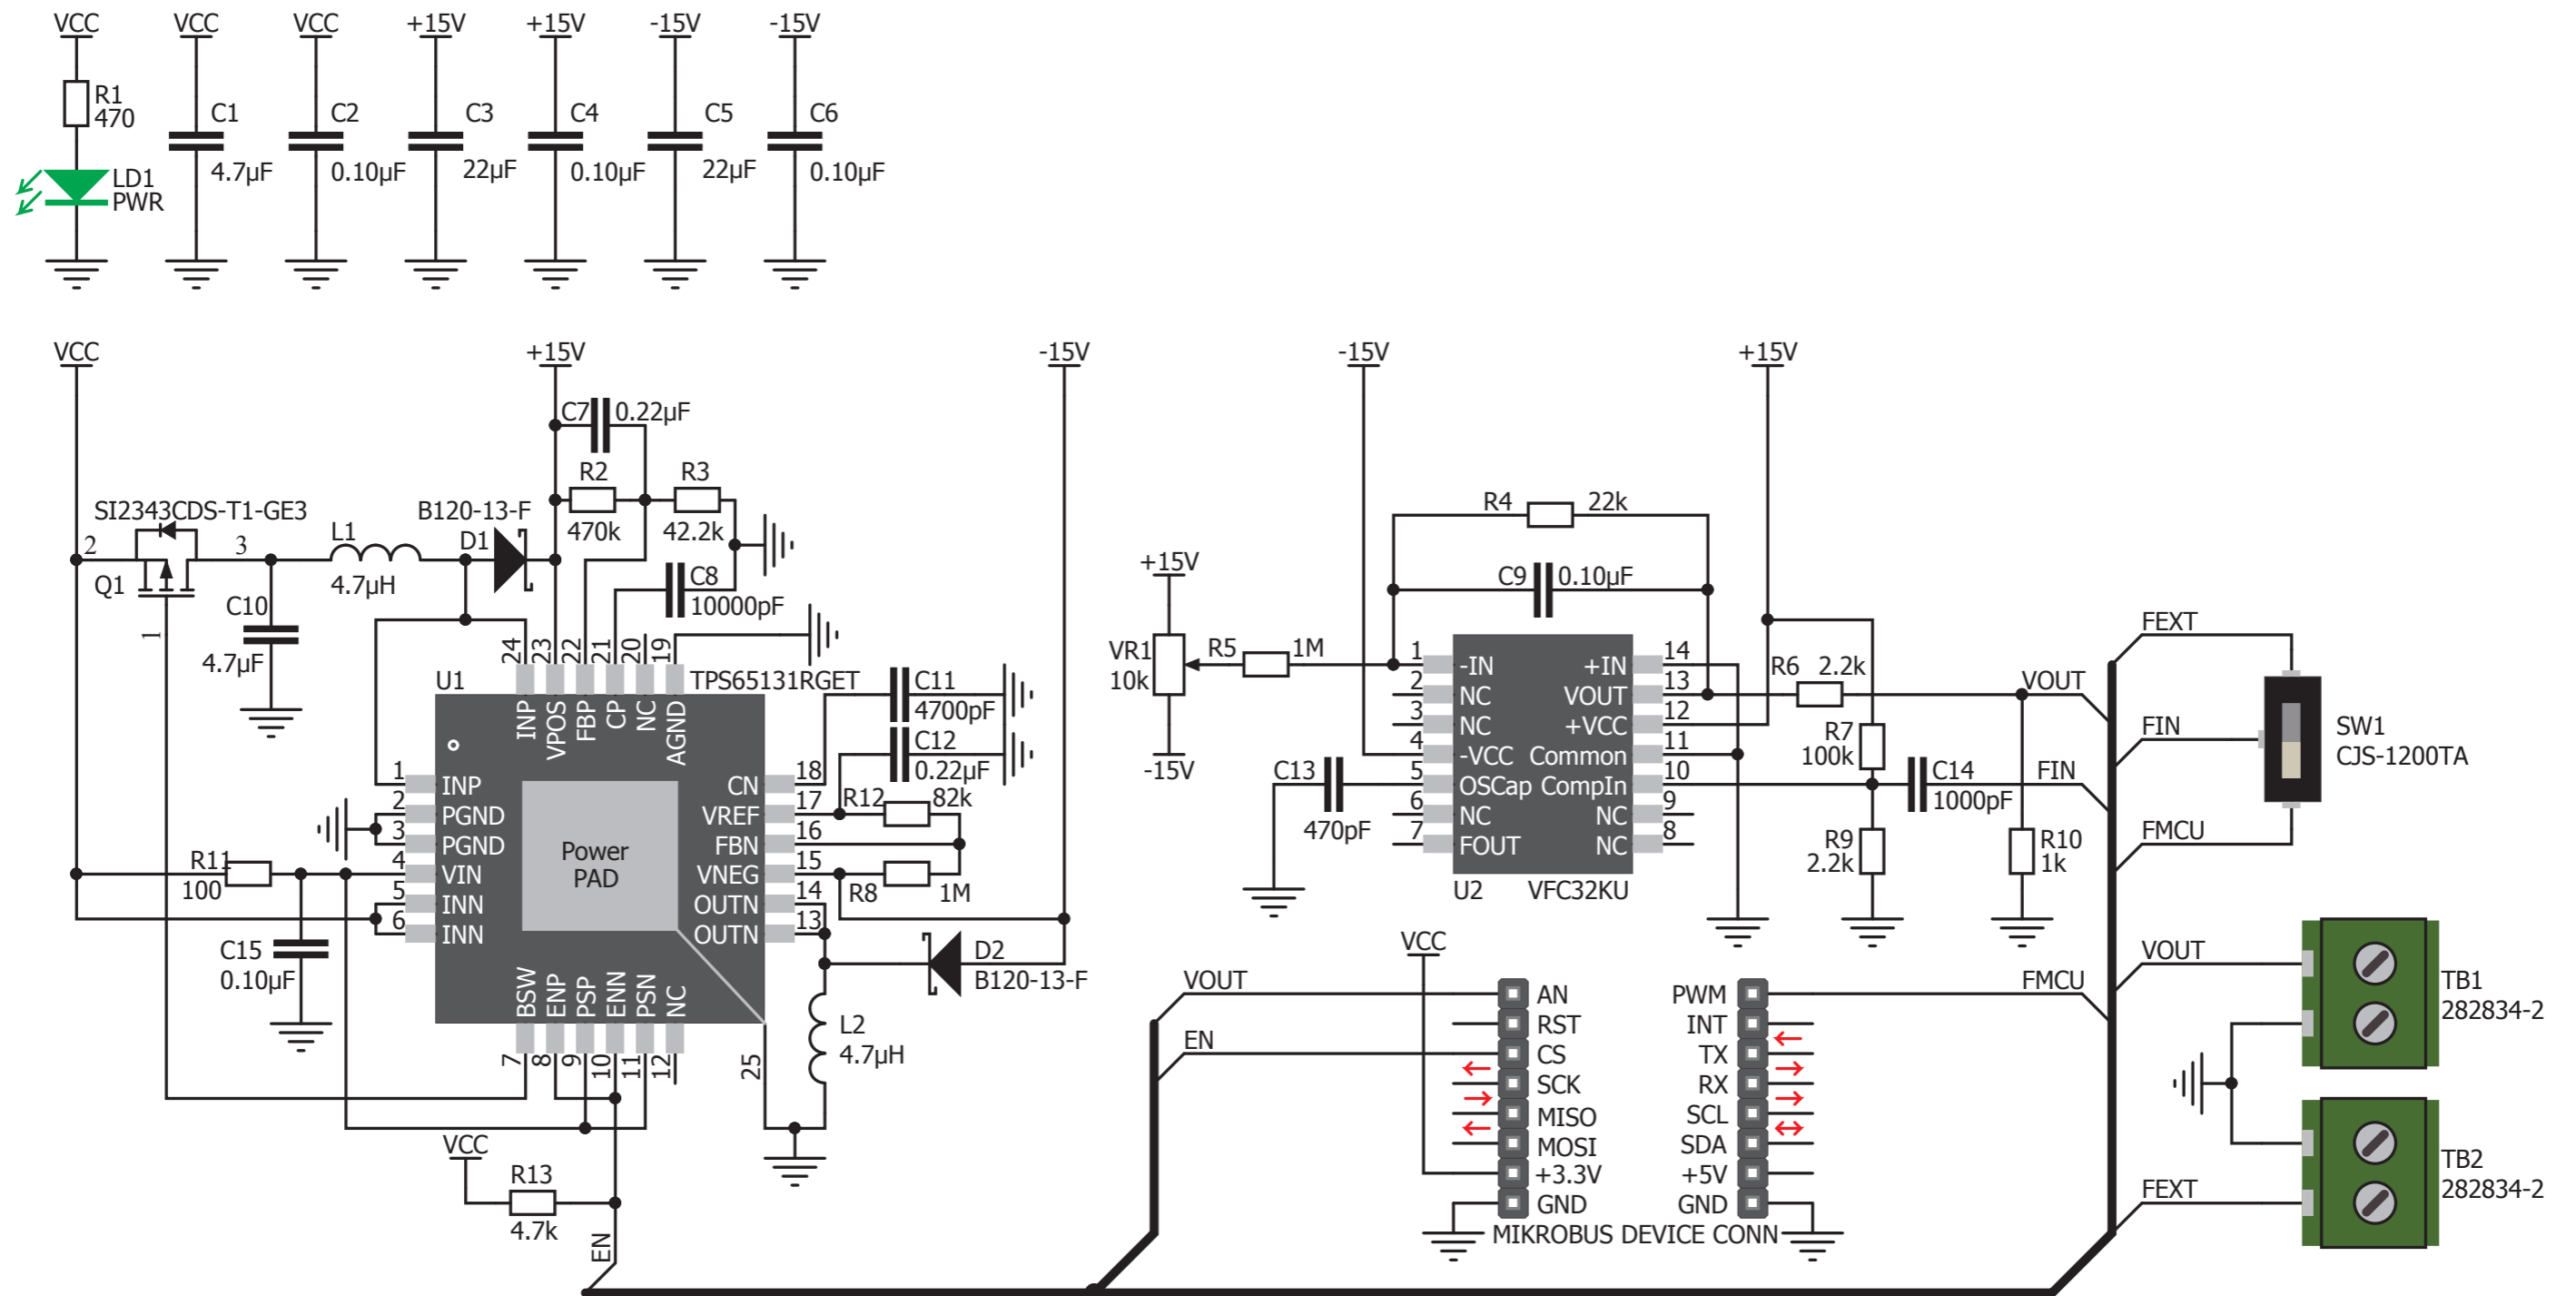 VCC VCC VCC +15V +15V -15V -15V
R1
470
C1
4.7µF
C2
0.10µF
C3
22µF
C4
0.10µF
C5
22µF
C6
0.10µF
LD1
PWR
VCC +15V -15V -15V +15V
C7 0.22µF
R2
470k
R3
42.2k
SI2343CDS-T1-GE3
2 3
Q1
1
L1
4.7µH
B120-13-F
D1
C8
10000pF
C10
4.7µF
24 23 22 21 20 19
U1
TPS65131RGET
INP VPOS FBP CP NC AGND
1 INP
2 PGND
3 PGND
4 VIN
5 INN
6 INN
Power
PAD
CN 18
VREF 17
FBN 16
VNEG 15
OUTN 14
OUTN 13
BSW ENP PSP ENN PSN NC
7 8 9 10 11 12 25
C11
4700pF
C12
0.22µF
R12 82k
R8 1M
R11
100
C15
0.10µF
D2
B120-13-F
L2
4.7µH
VCC
R13
4.7k
EN
R4 22k
C9 0.10µF
+15V
VR1
10k
-15V
R5 1M
1 -IN
2 NC
3 NC
4 -VCC
5 OSCap
6 NC
7 FOUT
+IN 14
VOUT 13
+VCC 12
Common 11
CompIn 10
NC 9
NC 8
U2 VFC32KU
C13
470pF
R6 2.2k
VOUT
R7
100k
C14
1000pF
FIN
R9
2.2k
R10
1k
FEXT
FIN
FMCU
SW1
CJS-1200TA
VCC
VOUT
EN
AN
RST
CS
SCK
MISO
MOSI
+3.3V
GND
PWM
INT
TX
RX
SCL
SDA
+5V
GND
MIKROBUS DEVICE CONN
FMCU
VOUT
TB1
282834-2
TB2
282834-2
FEXT